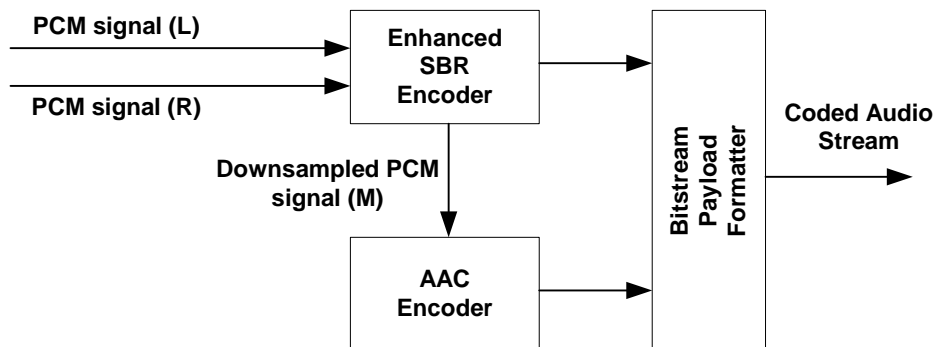 PCM signal (L)
PCM signal (R)
Enhanced
SBR
Encoder
Downsampled PCM
signal (M)
AAC
Encoder
Bitstream
Payload
Formatter
Coded Audio
Stream